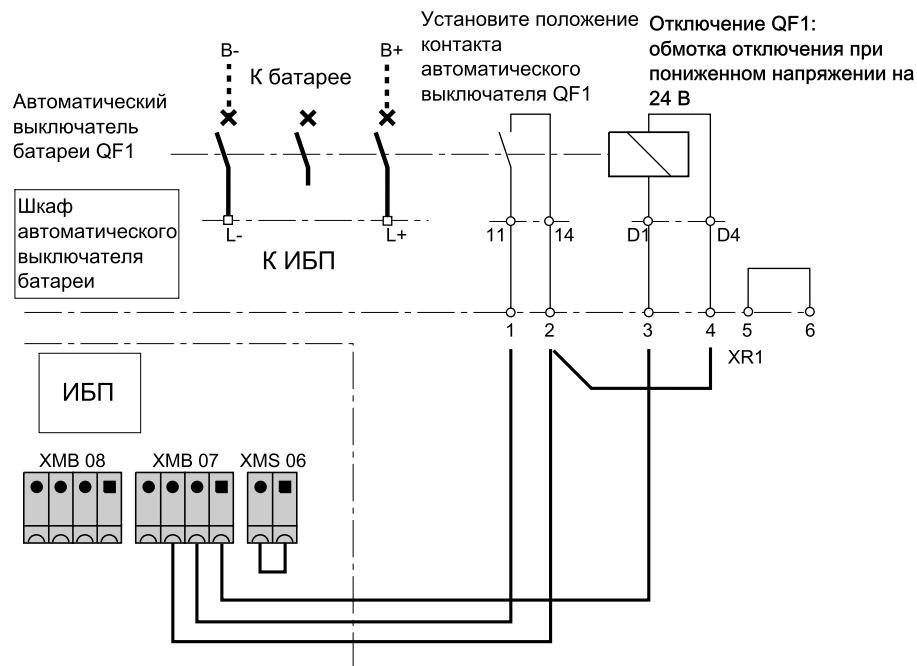 B-
B+
К батарее
Установите положение
контакта
автоматического
выключателя QF1
Отключение QF1:
обмотка отключения при
пониженном напряжении на
24 В
Автоматический
выключатель
батареи QF1
Шкаф
автоматического
выключателя
батареи
L-
L+
К ИБП
11
14
D1
D4
1
2
3
4
5
6
XR1
ИБП
XMB 08
XMB 07
XMS 06